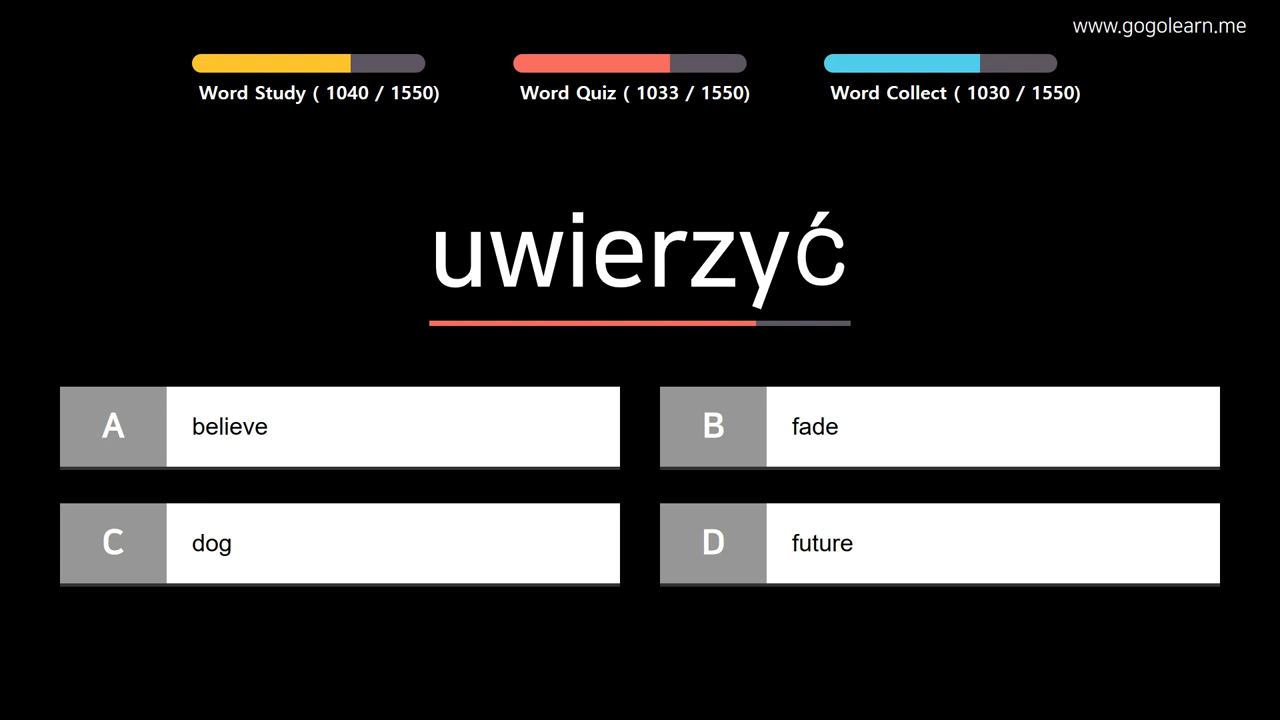 www.gogolearn.me
Word Study ( 1040 / 1550)
Word Quiz ( 1033 / 1550)
Word Collect ( 1030 / 1550)
uwierzyć
A believe
B fade
C dog
D future